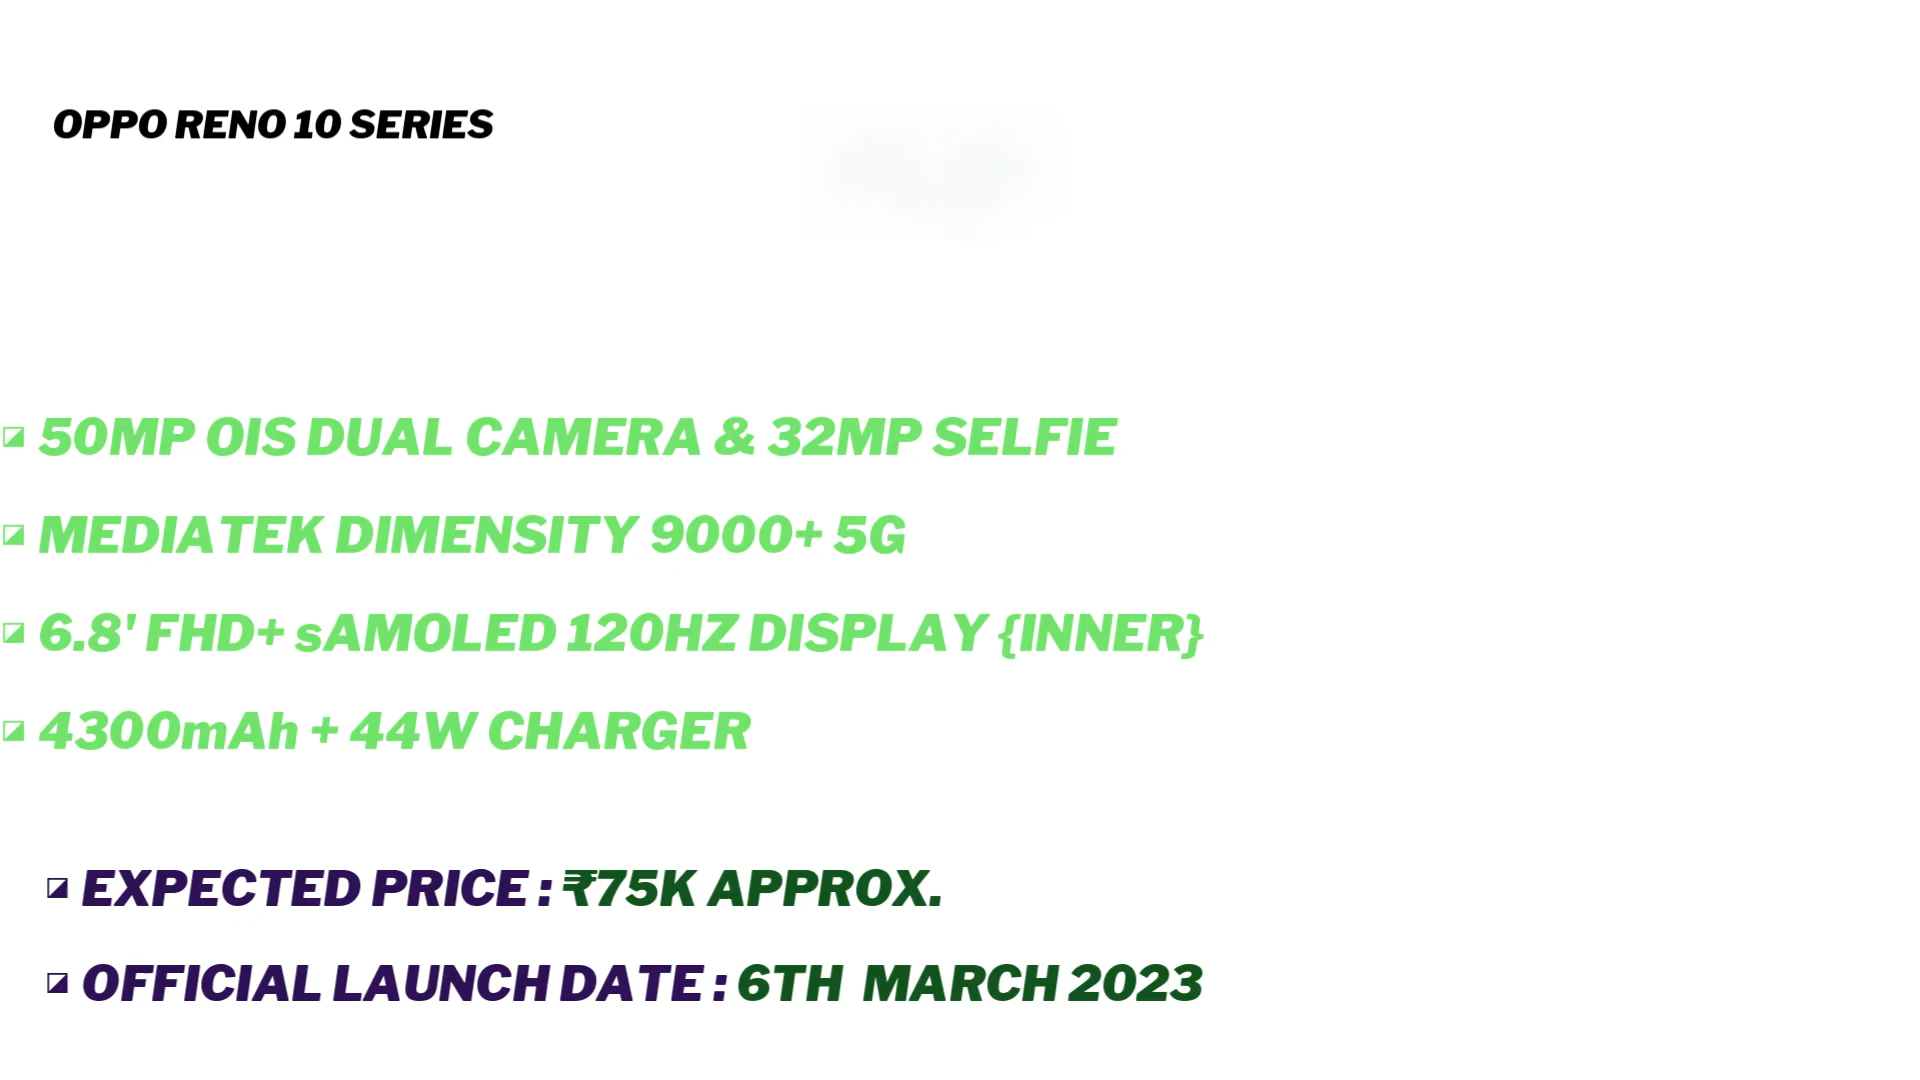 OPPO RENO 10 SERIES
50MP OIS DUAL CAMERA & 32MP SELFIE
MEDIATEK DIMENSITY 9000+ 5G
6.8' FHD+ sAMOLED 120HZ DISPLAY {INNER}
4300mAh + 44W CHARGER
EXPECTED PRICE : ₹75K APPROX.
OFFICIAL LAUNCH DATE : 6TH MARCH 2023